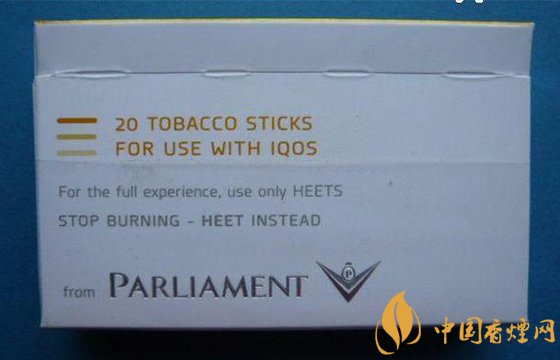 20 TOBACCO STICKS
FOR USE WITH IQOS
For the full experience, use only HEETS
STOP BURNING - HEET INSTEAD
from PARLIAMENT P
中国香烟网